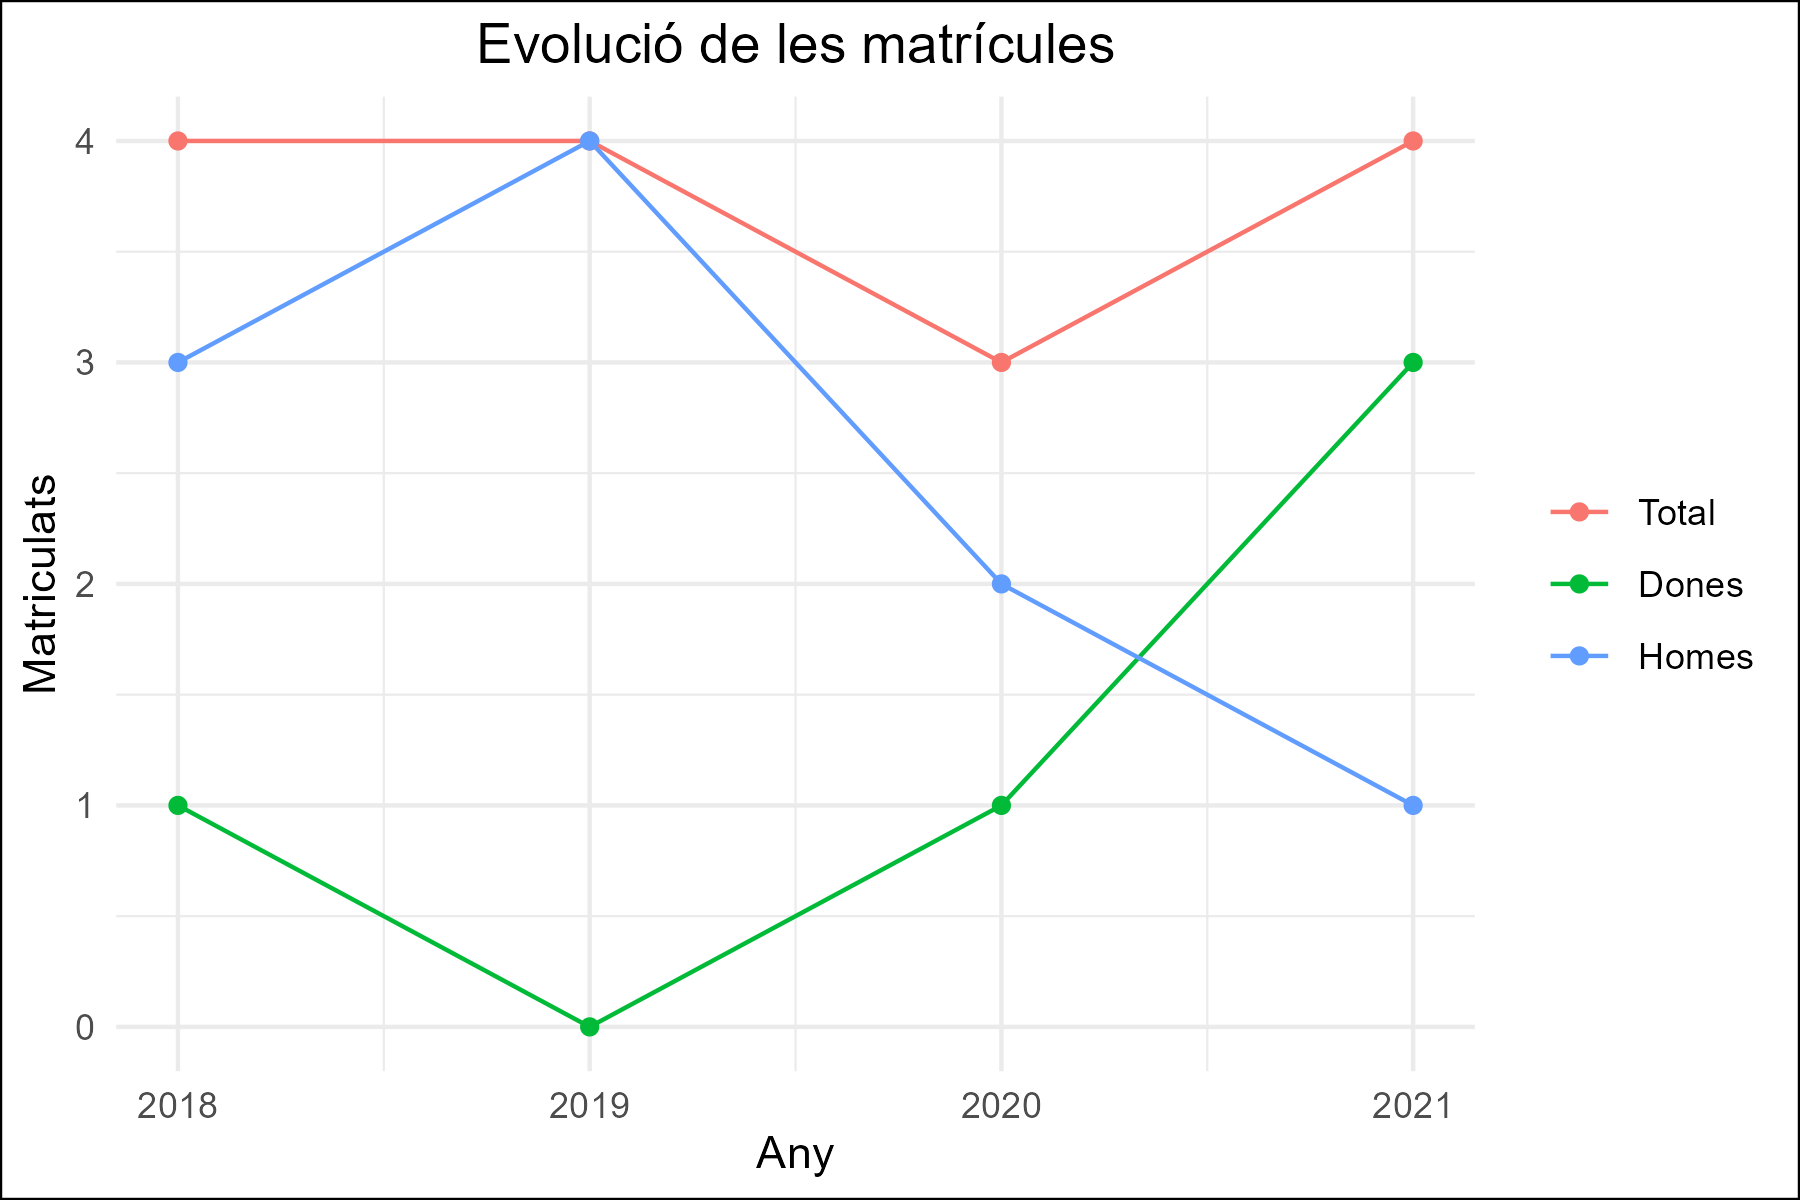 Evolució de les matrícules
4
3
2
1
0
Matriculats
2018
2019
2020
2021
Any
Total
Dones
Homes